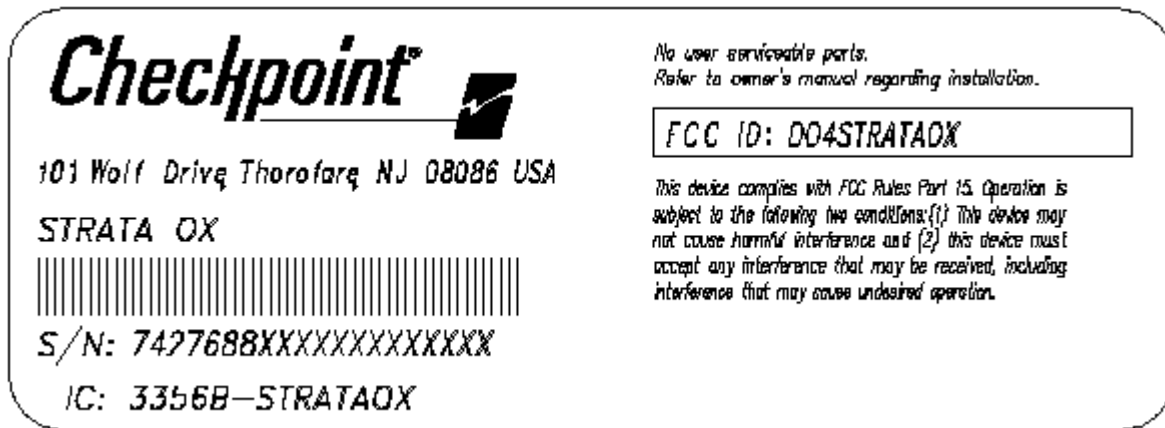 Checkpoint®
101 Wolf Drive, Thorofare, NJ 08086 USA
STRATA OX
S/N: 7427688XXXXXXXXXXXXX
IC: 3356B-STRATAOX
No user serviceable parts.
Refer to owner's manual regarding installation.
FCC ID: DO4STRATAOX
This device complies with FCC Rules Part 15. Operation is
subject to the following two conditions:(1) This device may
not cause harmful interference and (2) this device must
accept any interference that may be received, including
interference that may cause undesired operation.